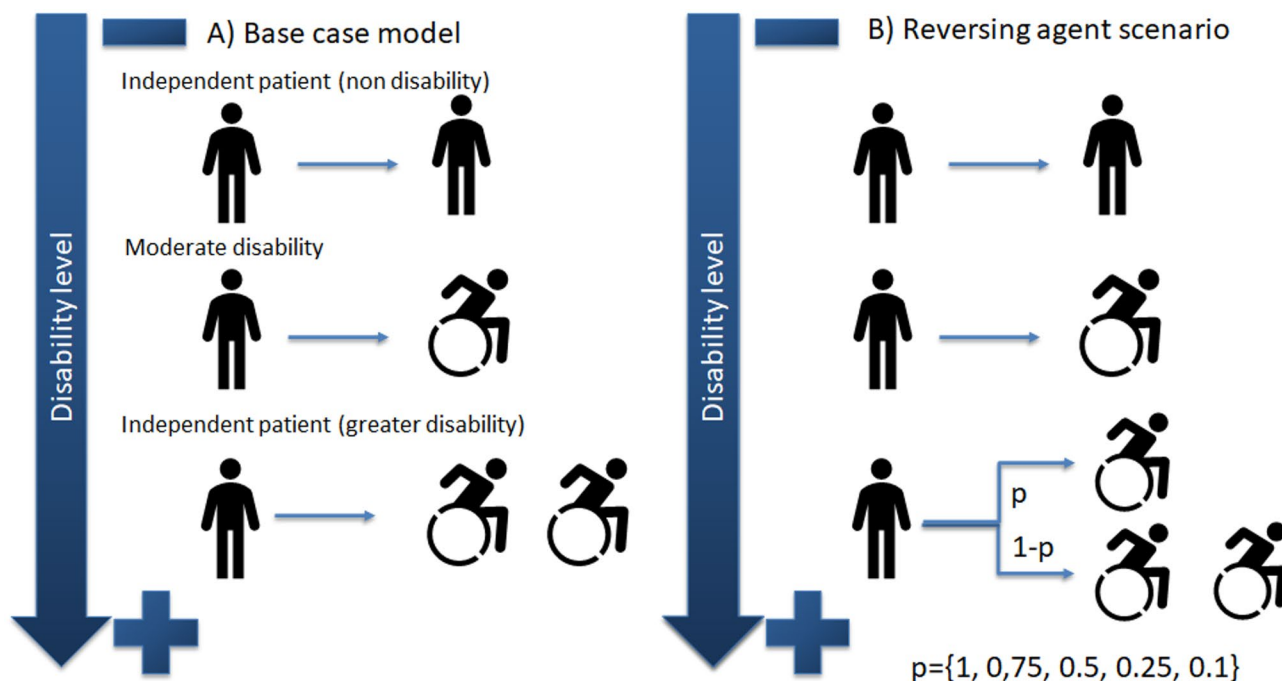 A) Base case model
Independent patient (non disability)
Moderate disability
Independent patient (greater disability)
Disability level
B) Reversing agent scenario
Disability level
p
1-p
p={1, 0,75, 0.5, 0.25, 0.1}